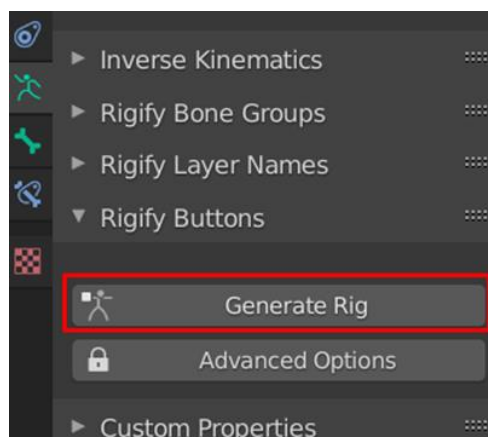 Inverse Kinematics
Rigify Bone Groups
Rigify Layer Names
Rigify Buttons
Generate Rig
Advanced Options
Custom Properties